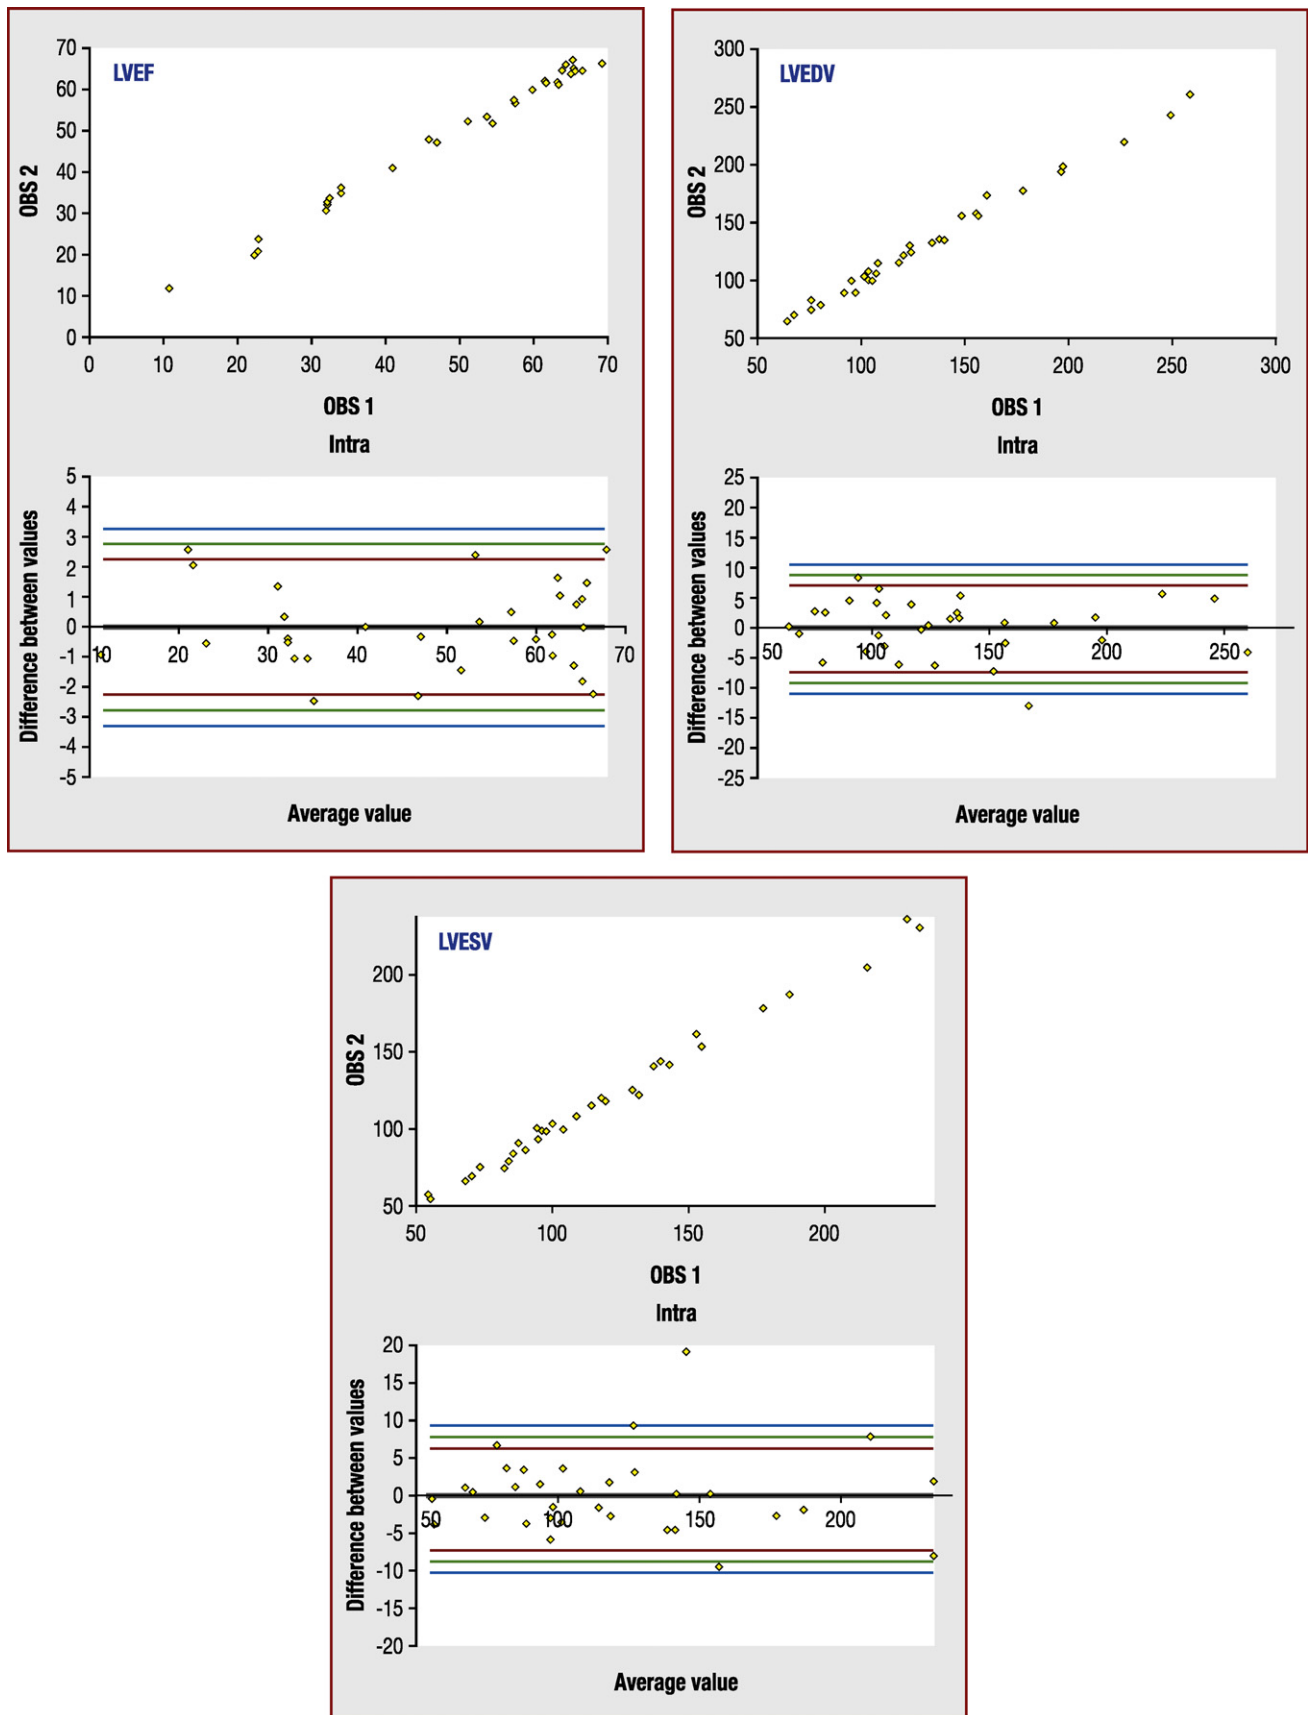 LVEF
OBS 2
70
60
50
40
30
20
10
0
0 10 20 30 40 50 60 70
OBS 1
Intra
Difference between values
5
4
3
2
1
0
-1
-2
-3
-4
-5
10 20 30 40 50 60 70
Average value
LVEDV
OBS 2
300
250
200
150
100
50
50 100 150 200 250 300
OBS 1
Intra
Difference between values
25
20
15
10
5
0
-5
-10
-15
-20
-25
50 100 150 200 250
Average value
LVESV
OBS 2
200
150
100
50
50 100 150 200
OBS 1
Intra
Difference between values
20
15
10
5
0
-5
-10
-15
-20
50 100 150 200
Average value